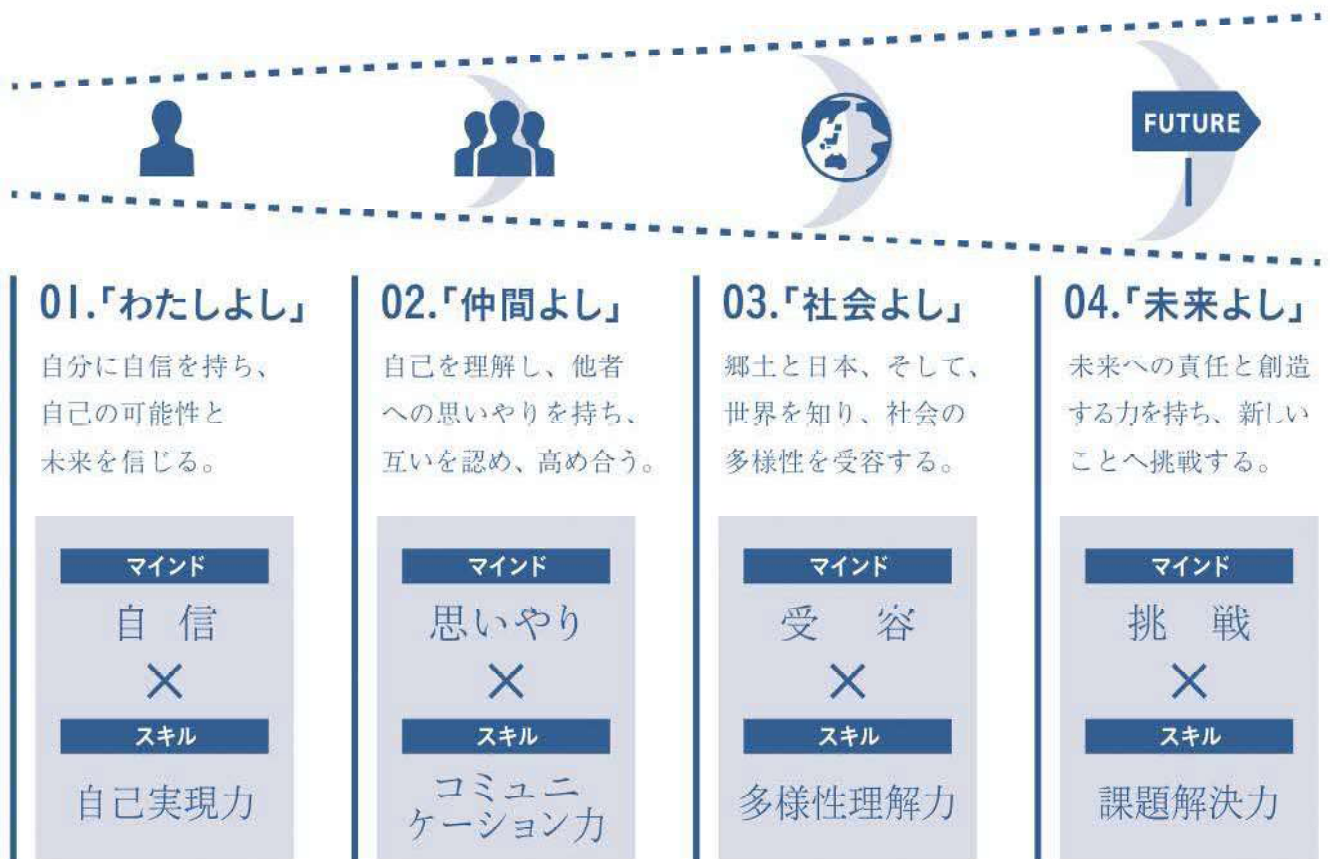 FUTURE
01.「わたしよし」
自分に自信を持ち、
自己の可能性と
未来を信じる。
マインド
自信
×
スキル
自己実現力
02.「仲間よし」
自己を理解し、他者
への思いやりを持ち、
互いを認め、高め合う。
マインド
思いやり
×
スキル
コミュニ
ケーション力
03.「社会よし」
郷土と日本、そして、
世界を知り、社会の
多様性を受容する。
マインド
受容
×
スキル
多様性理解力
04.「未来よし」
未来への責任と創造
する力を持ち、新しい
ことへ挑戦する。
マインド
挑戦
×
スキル
課題解決力